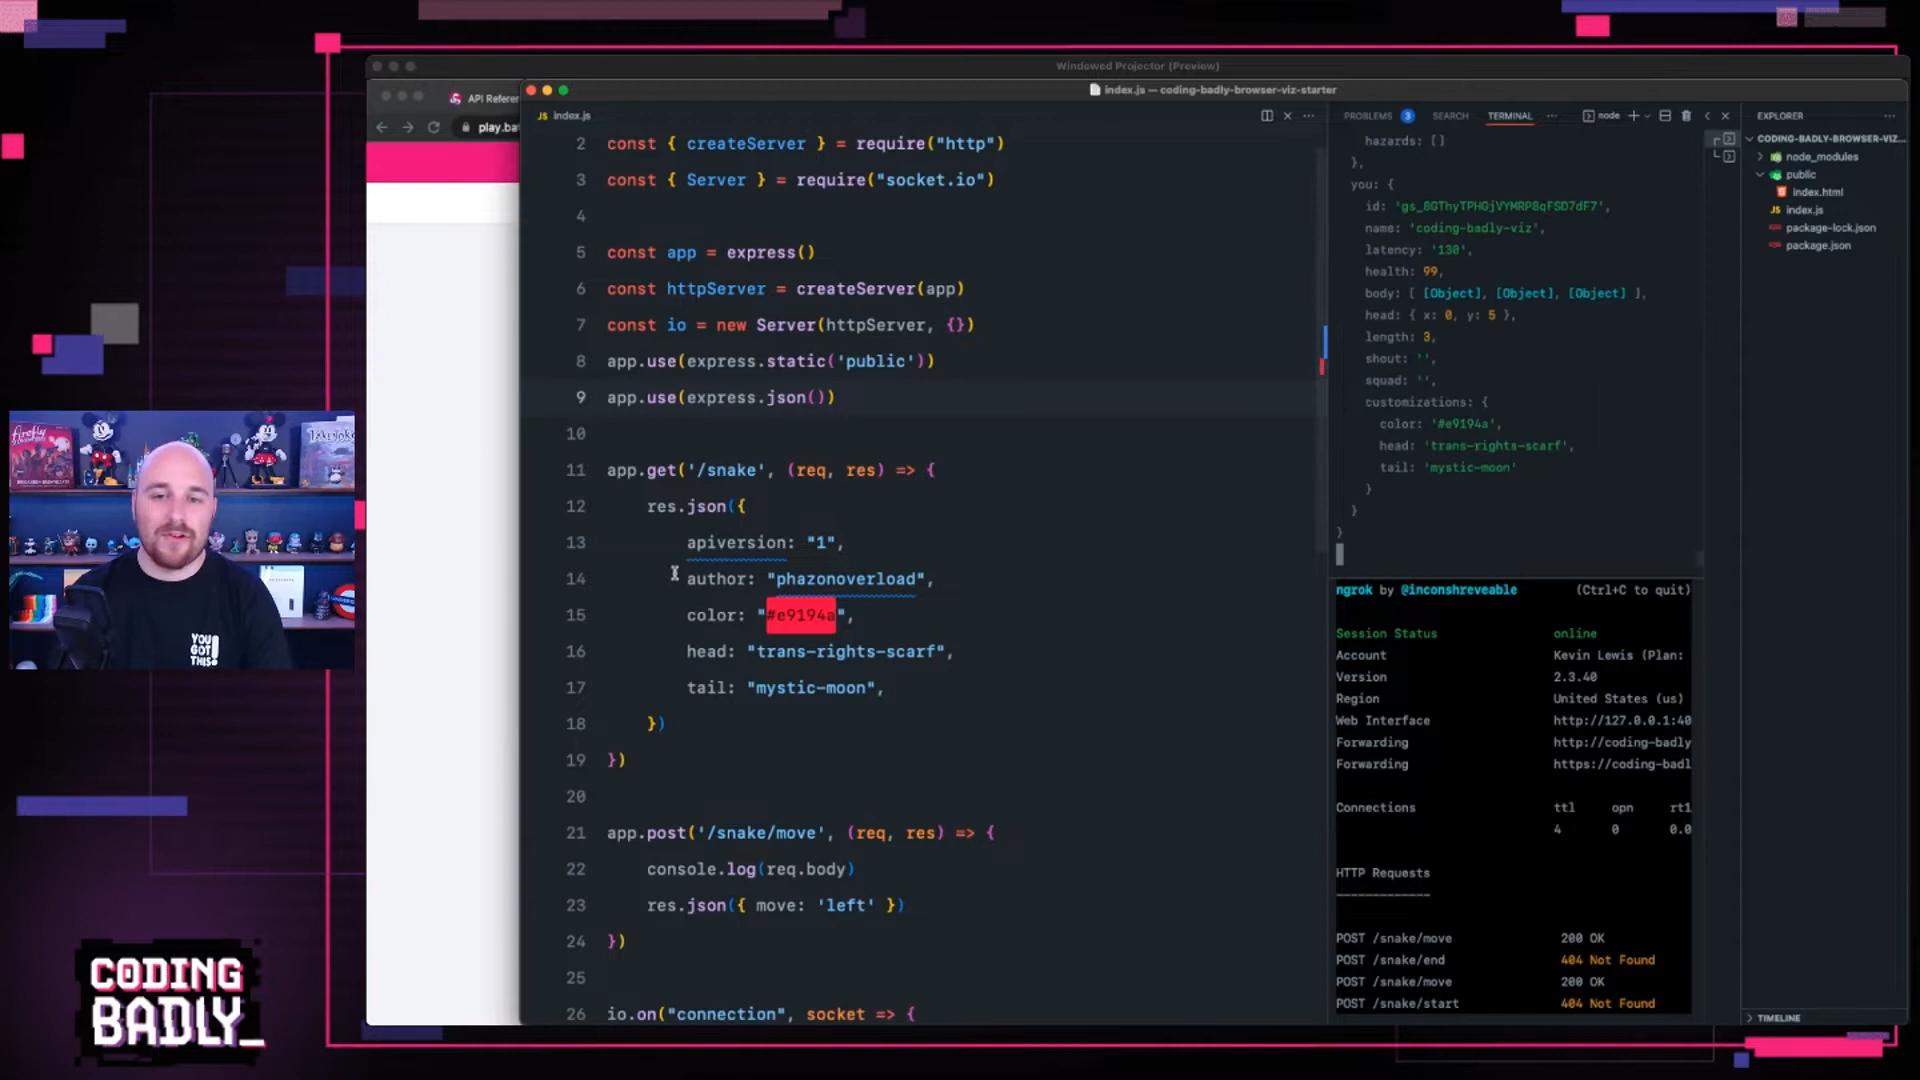 Windowed Projector (Preview)
API Referen
play.bat
index.js — coding-badly-browser-viz-starter
JS index.js
2 const { createServer } = require("http")
3 const { Server } = require("socket.io")
4
5 const app = express()
6 const httpServer = createServer(app)
7 const io = new Server(httpServer, {})
8 app.use(express.static('public'))
9 app.use(express.json())
10
11 app.get('/snake', (req, res) => {
12 res.json({
13 apiversion: "1",
14 author: "phazonoverload",
15 color: "#e9194a",
16 head: "trans-rights-scarf",
17 tail: "mystic-moon",
18 })
19 })
20
21 app.post('/snake/move', (req, res) => {
22 console.log(req.body)
23 res.json({ move: 'left' })
24 })
25
26 io.on("connection", socket => {
PROBLEMS 3 SEARCH TERMINAL node
hazards: []
},
you: {
id: 'gs_8GThyTPHGjVYMRP8qFSD7dF7',
name: 'coding-badly-viz',
latency: '130',
health: 99,
body: [ [Object], [Object], [Object] ],
head: { x: 0, y: 5 },
length: 3,
shout: '',
squad: '',
customizations: {
color: '#e9194a',
head: 'trans-rights-scarf',
tail: 'mystic-moon'
}
}
}
ngrok by @inconshreveable (Ctrl+C to quit)
Session Status online
Account Kevin Lewis (Plan:
Version 2.3.40
Region United States (us)
Web Interface http://127.0.0.1:40
Forwarding http://coding-badly
Forwarding https://coding-badl
Connections ttl opn rt1
4 0 0.0
HTTP Requests
-------------
POST /snake/move 200 OK
POST /snake/end 404 Not Found
POST /snake/move 200 OK
POST /snake/start 404 Not Found
EXPLORER
CODING-BADLY-BROWSER-VIZ...
node_modules
public
index.html
JS index.js
package-lock.json
package.json
TIMELINE
firefly
YOU
GOT
THIS!
CODING
BADLY_